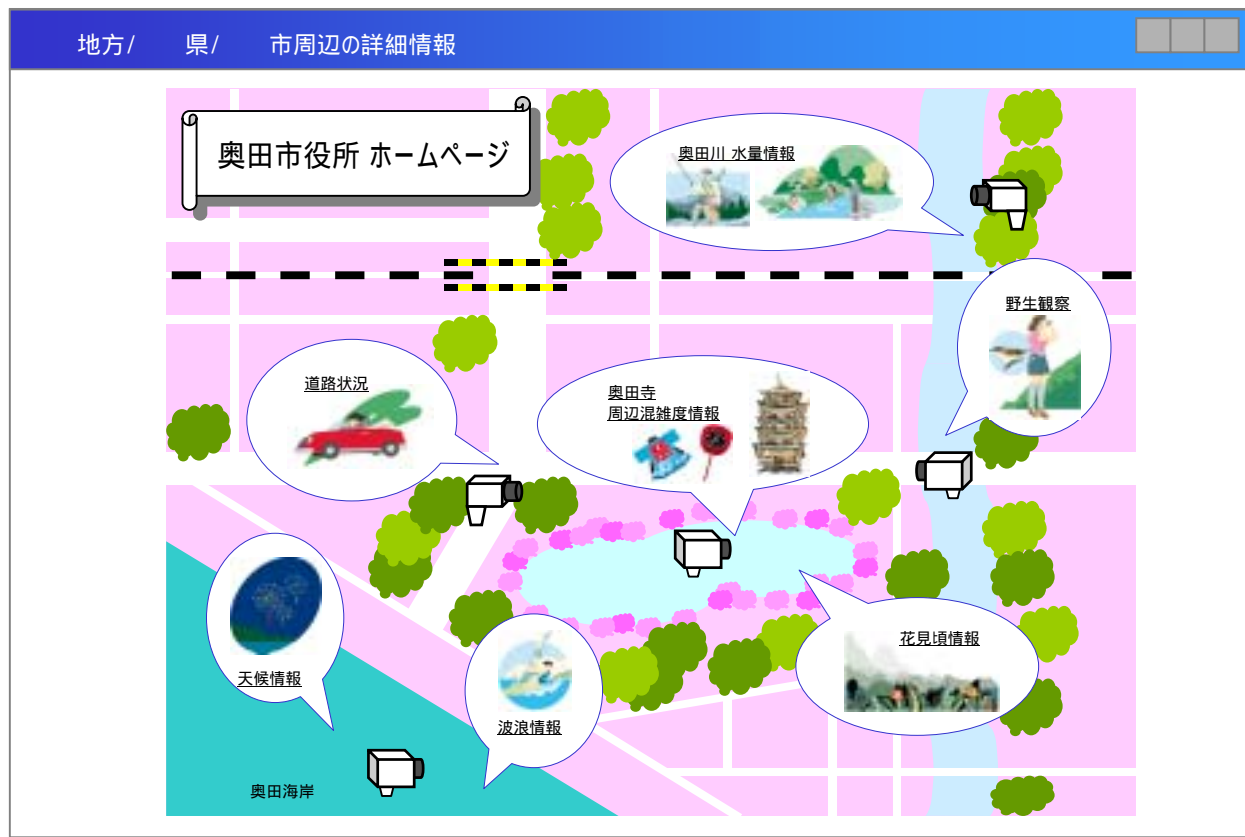 地方/ 県/ 市周辺の詳細情報
奥田市役所 ホームページ
奥田川 水量情報
野生観察
道路状況
奥田寺
周辺混雑度情報
天候情報
波浪情報
花見頃情報
奥田海岸